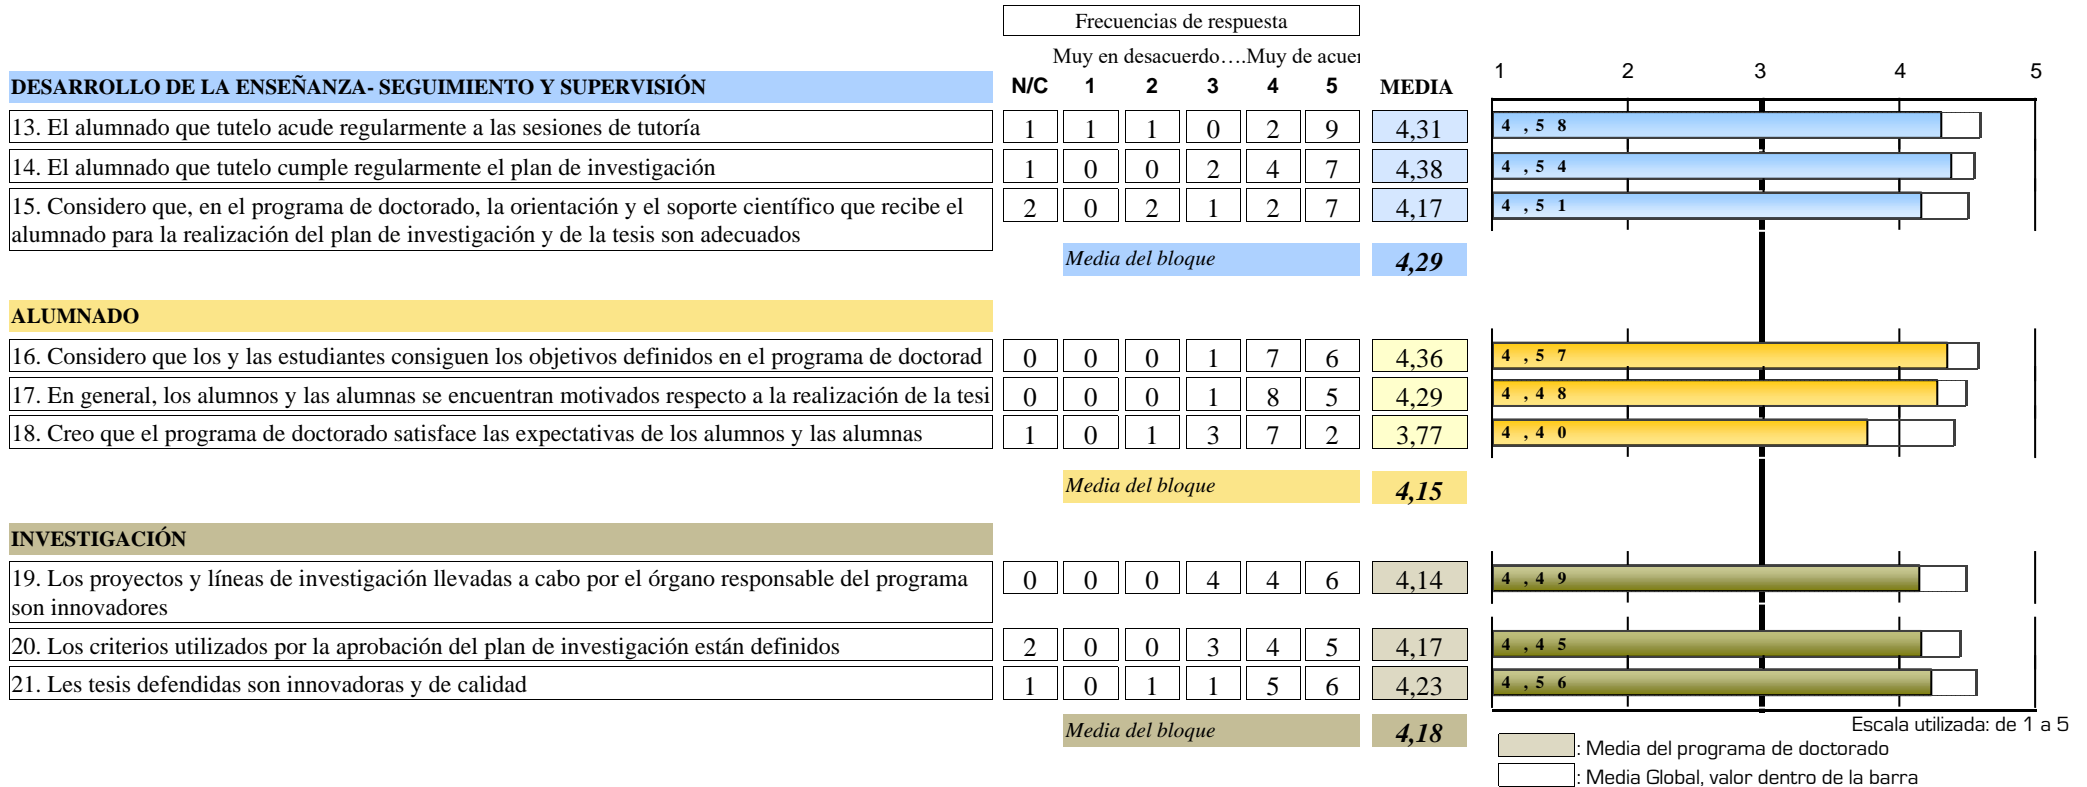 Frecuencias de respuesta
Muy en desacuerdo….Muy de acuer
DESARROLLO DE LA ENSEÑANZA- SEGUIMIENTO Y SUPERVISIÓN N/C 1 2 3 4 5 MEDIA 1 2 3 4 5
13. El alumnado que tutelo acude regularmente a las sesiones de tutoría 1 1 1 0 2 9 4,31 4,58
14. El alumnado que tutelo cumple regularmente el plan de investigación 1 0 0 2 4 7 4,38 4,54
15. Considero que, en el programa de doctorado, la orientación y el soporte científico que recibe el 2 0 2 1 2 7 4,17 4,51
alumnado para la realización del plan de investigación y de la tesis son adecuados
Media del bloque 4,29
ALUMNADO
16. Considero que los y las estudiantes consiguen los objetivos definidos en el programa de doctorad 0 0 0 1 7 6 4,36 4,57
17. En general, los alumnos y las alumnas se encuentran motivados respecto a la realización de la tesi 0 0 0 1 8 5 4,29 4,48
18. Creo que el programa de doctorado satisface las expectativas de los alumnos y las alumnas 1 0 1 3 7 2 3,77 4,40
Media del bloque 4,15
INVESTIGACIÓN
19. Los proyectos y líneas de investigación llevadas a cabo por el órgano responsable del programa 0 0 0 4 4 6 4,14 4,49
son innovadores
20. Los criterios utilizados por la aprobación del plan de investigación están definidos 2 0 0 3 4 5 4,17 4,45
21. Les tesis defendidas son innovadoras y de calidad 1 0 1 1 5 6 4,23 4,56
Media del bloque 4,18
Escala utilizada: de 1 a 5
: Media del programa de doctorado
: Media Global, valor dentro de la barra